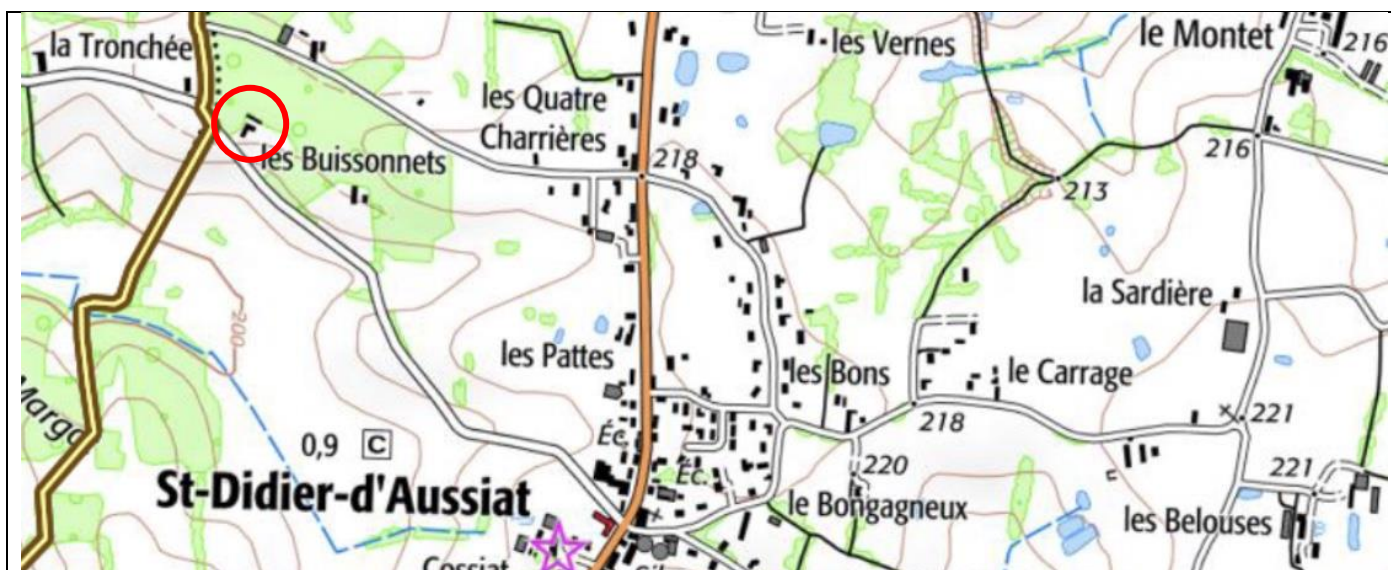 la Tronchée
les Vernes
le Montet
216
les Quatre
Charrières
les Buissonnets
218
216
213
la Sardière
200
les Pattes
les Bons
le Carrage
Éc.
218
221
0,9 C
St-Didier-d'Aussiat
Éc.
220
le Bongagneux
221
les Belouses